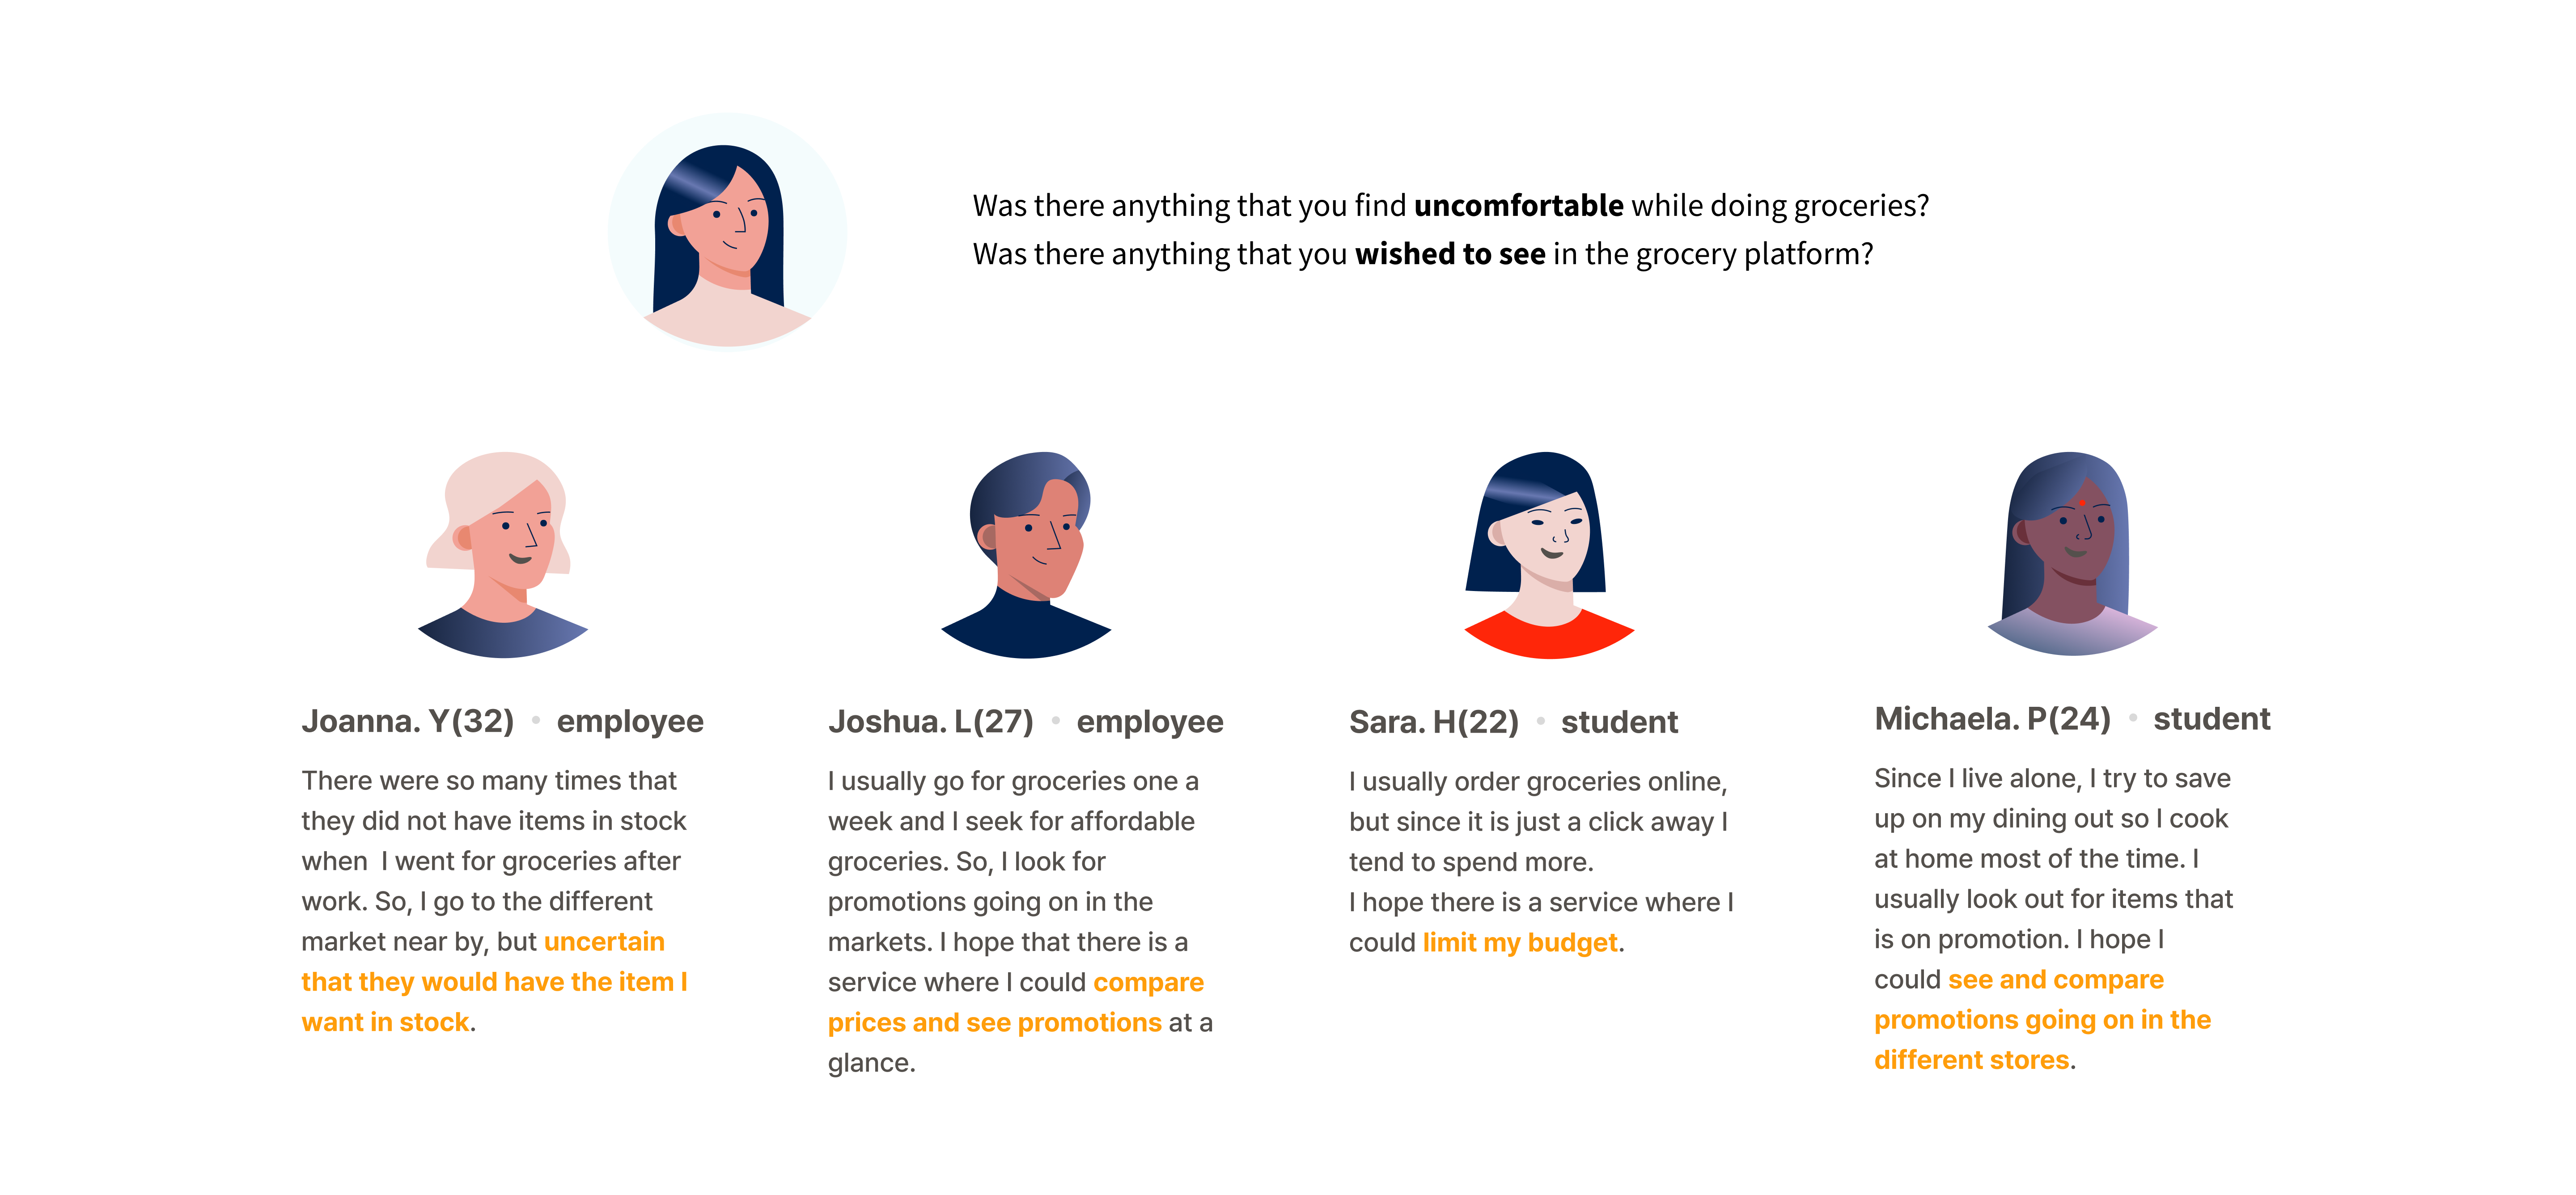 Was there anything that you find uncomfortable while doing groceries?
Was there anything that you wished to see in the grocery platform?
Joanna. Y(32) • employee
There were so many times that
they did not have items in stock
when  I went for groceries after
work. So, I go to the different
market near by, but uncertain
that they would have the item I
want in stock.
Joshua. L(27) • employee
I usually go for groceries one a
week and I seek for affordable
groceries. So, I look for
promotions going on in the
markets. I hope that there is a
service where I could compare
prices and see promotions at a
glance.
Sara. H(22) • student
I usually order groceries online,
but since it is just a click away I
tend to spend more.
I hope there is a service where I
could limit my budget.
Michaela. P(24) • student
Since I live alone, I try to save
up on my dining out so I cook
at home most of the time. I
usually look out for items that
is on promotion. I hope I
could see and compare
promotions going on in the
different stores.